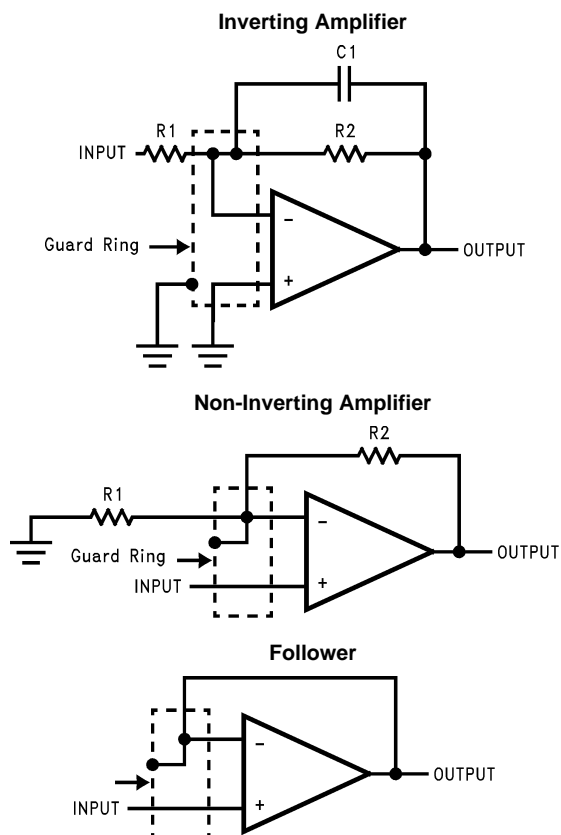 Inverting Amplifier
C1
R1
R2
INPUT
−
Guard Ring
OUTPUT
+
Non-Inverting Amplifier
R2
R1
−
Guard Ring
OUTPUT
INPUT
+
Follower
−
OUTPUT
INPUT
+